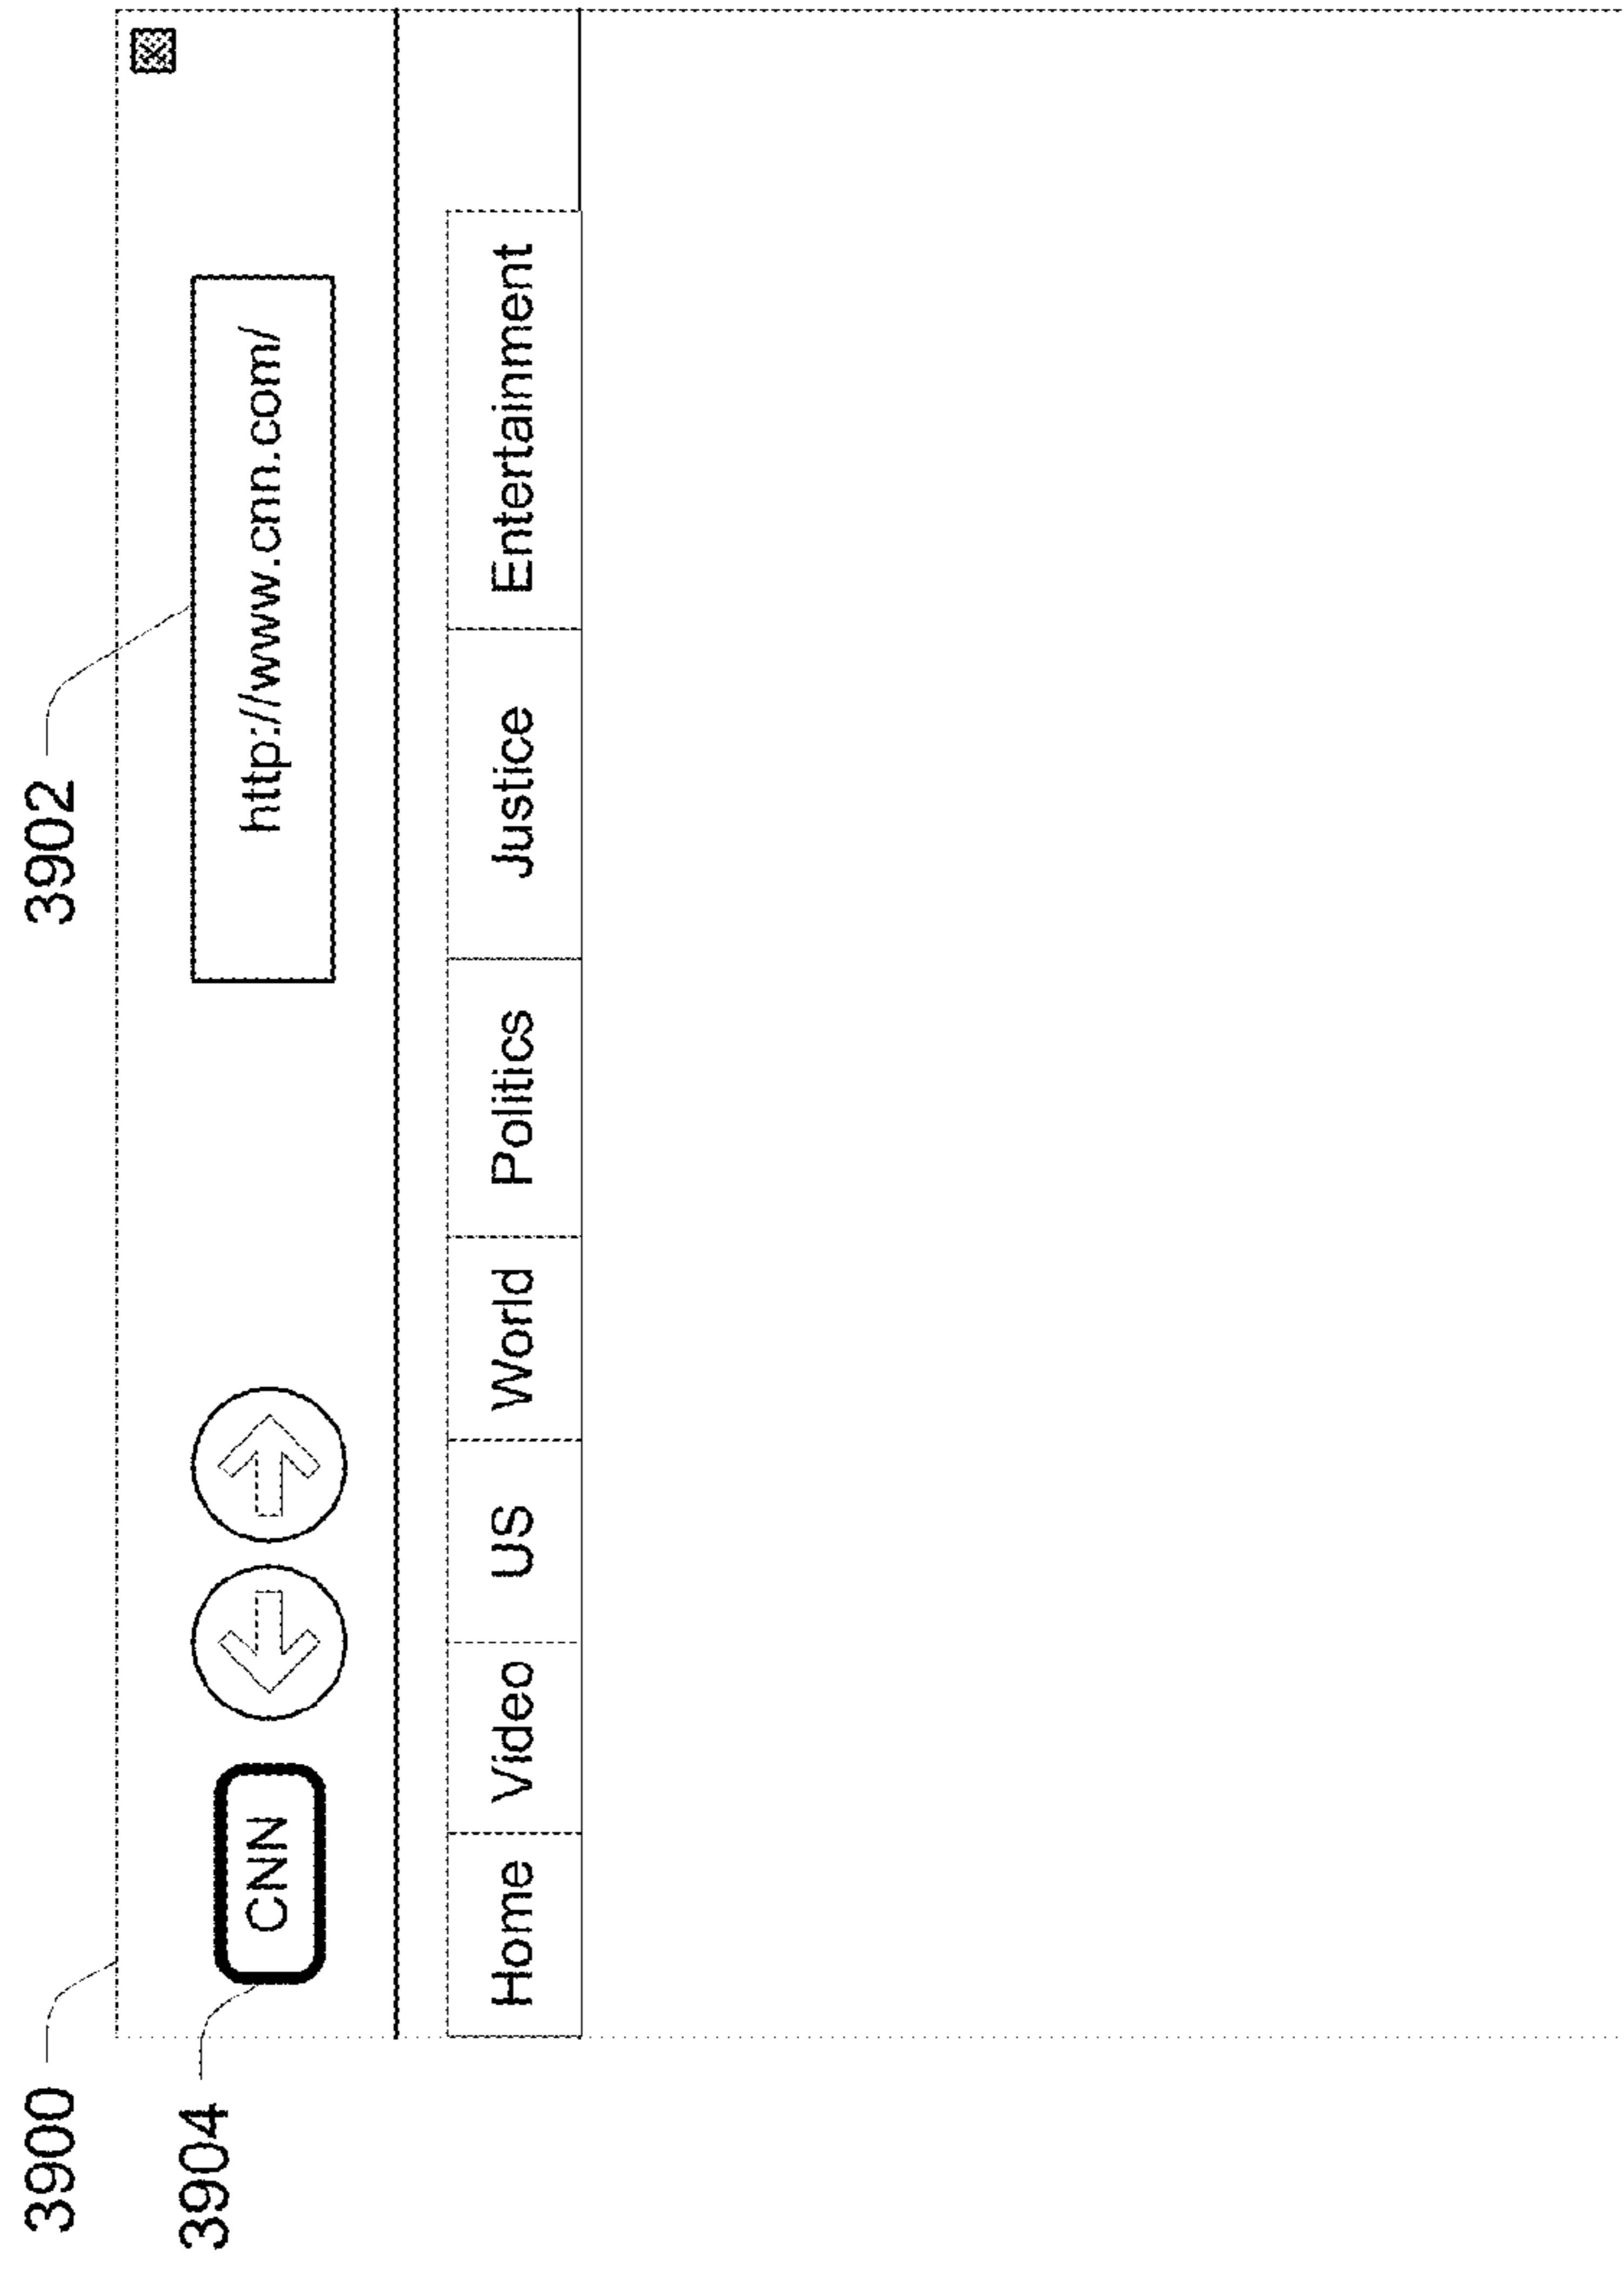 3900
3902
3904
CNN
http://www.cnn.com/
Home Video US World Politics Justice Entertainment